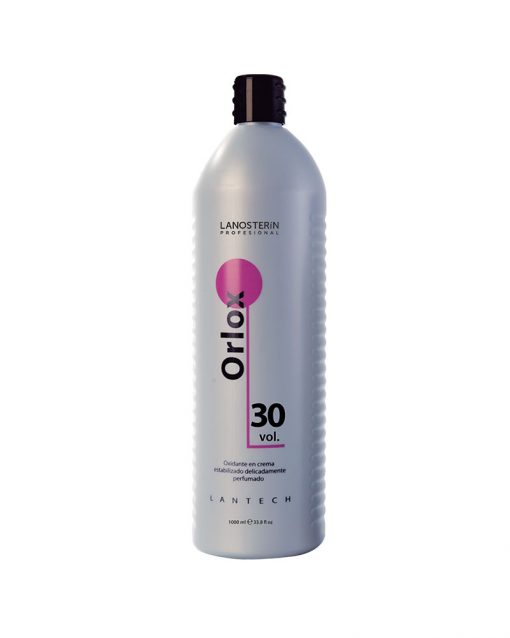 LANOSTERiN
PROFESIONAL
Orlox
30
vol.
Oxidante en crema
estabilizado delicadamente
perfumado
LANTECH
1000 ml ℮ 33.8 fl oz